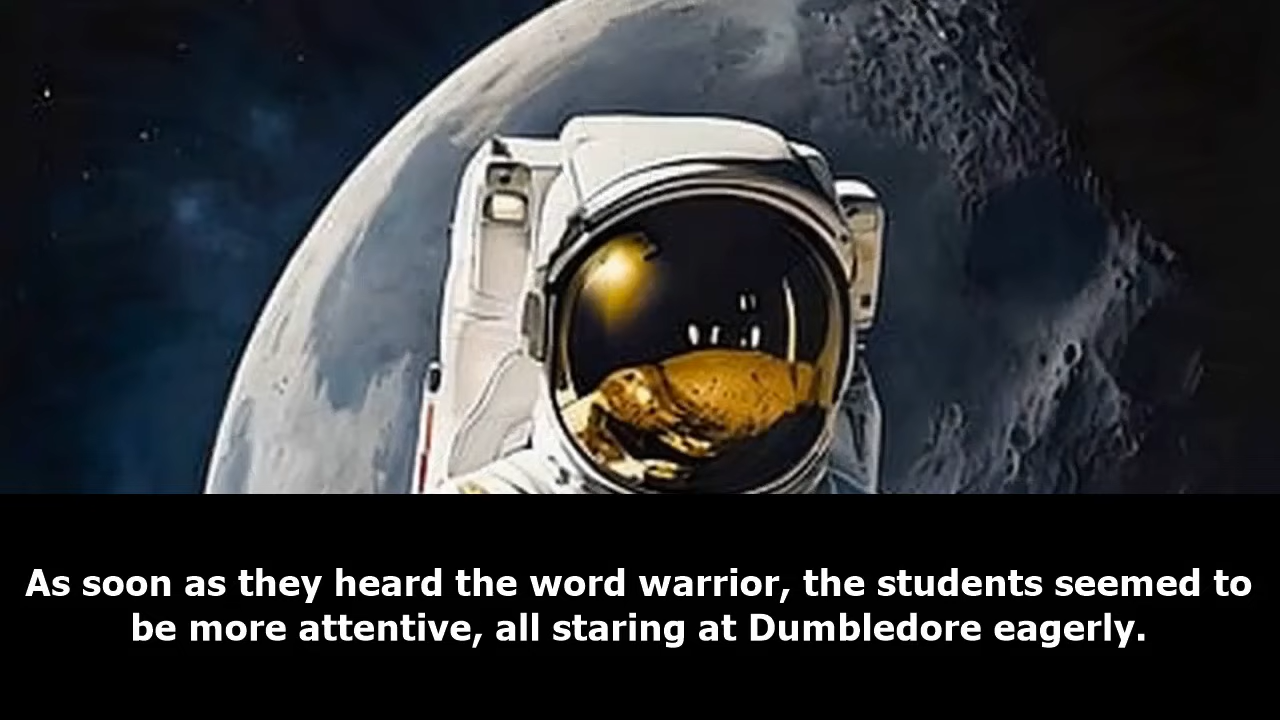 As soon as they heard the word warrior, the students seemed to
be more attentive, all staring at Dumbledore eagerly.